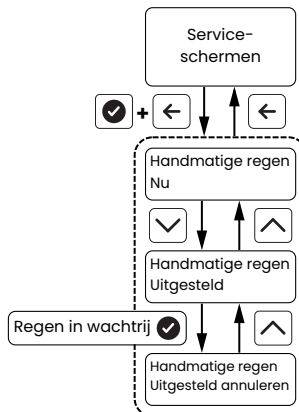 Service-
schermen
+
Handmatige regen
Nu
Handmatige regen
Uitgesteld
Regen in wachtrij
Handmatige regen
Uitgesteld annuleren